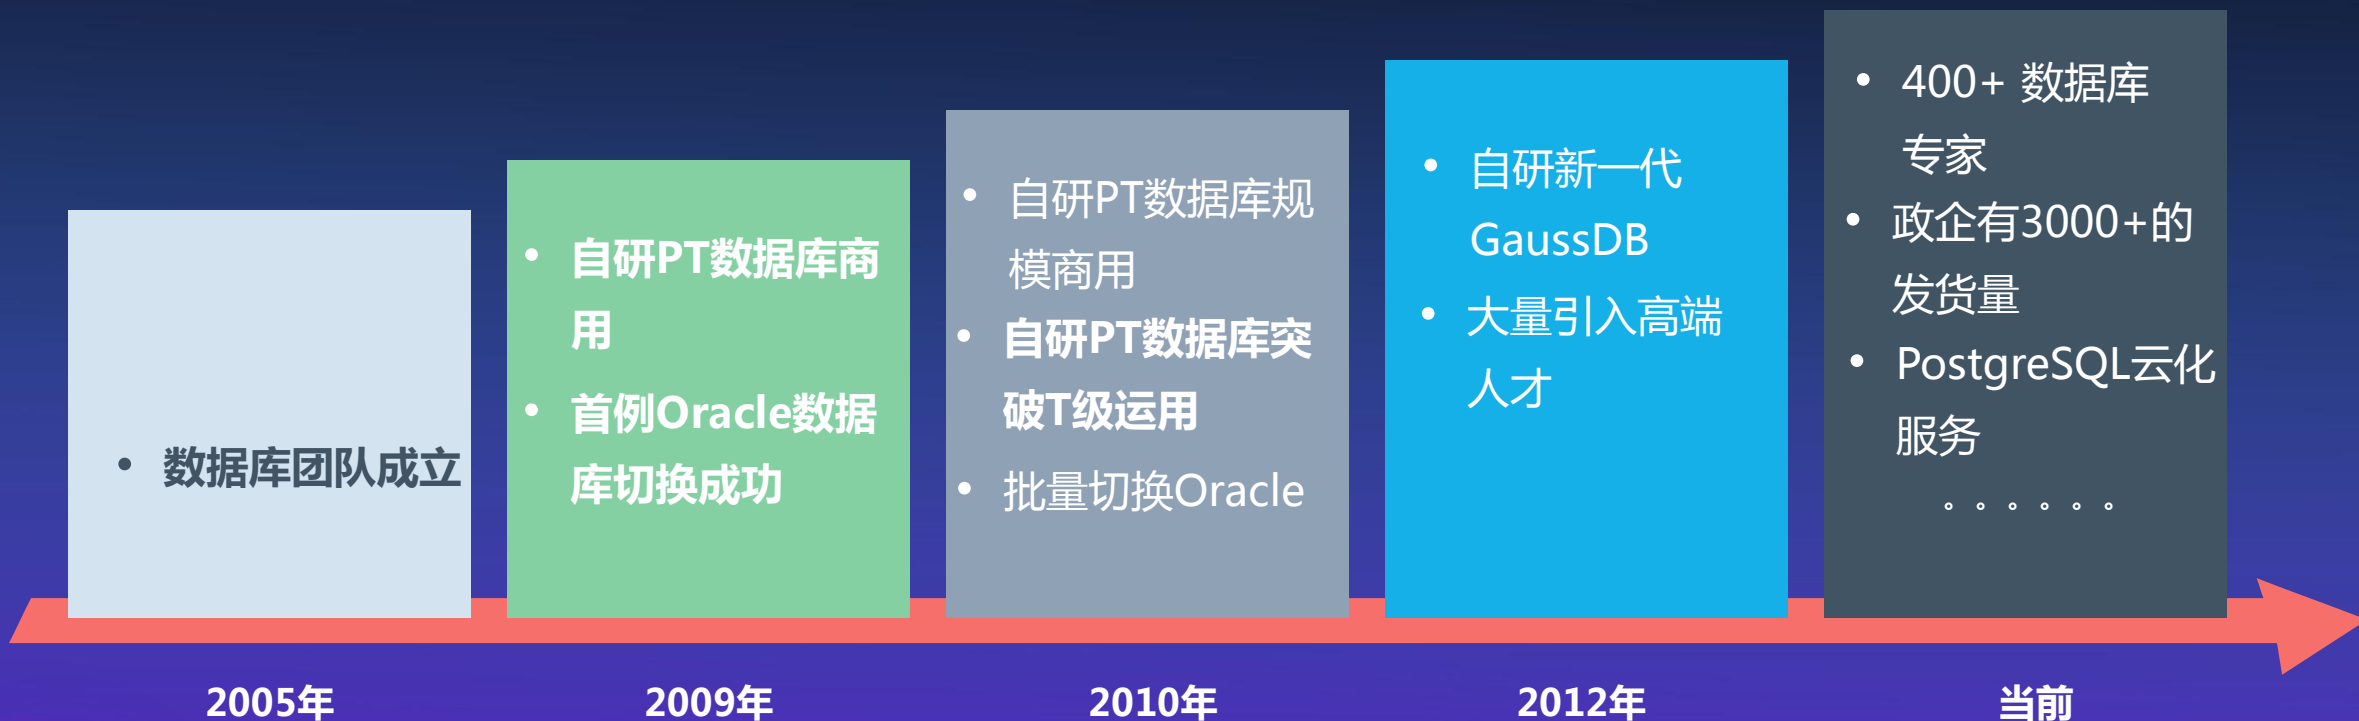 • 数据库团队成立
• 自研PT数据库商
用
• 首例Oracle数据
库切换成功
• 自研PT数据库规
模商用
• 自研PT数据库突
破T级运用
• 批量切换Oracle
• 自研新一代
GaussDB
• 大量引入高端
人才
• 400+ 数据库
专家
• 政企有3000+的
发货量
• PostgreSQL云化
服务
。。。。。。
2005年
2009年
2010年
2012年
当前